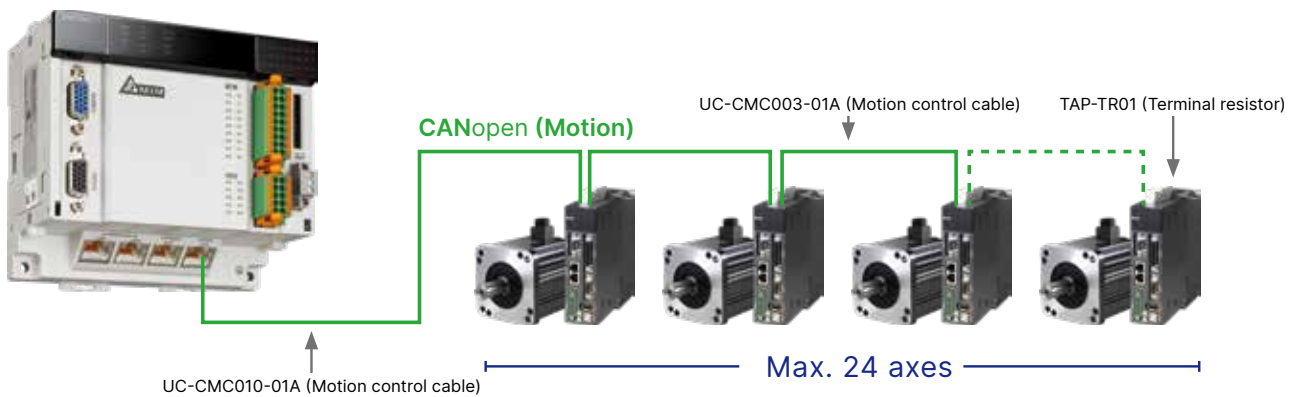 UC-CMC003-01A (Motion control cable)
TAP-TR01 (Terminal resistor)
CANopen (Motion)
Max. 24 axes
UC-CMC010-01A (Motion control cable)